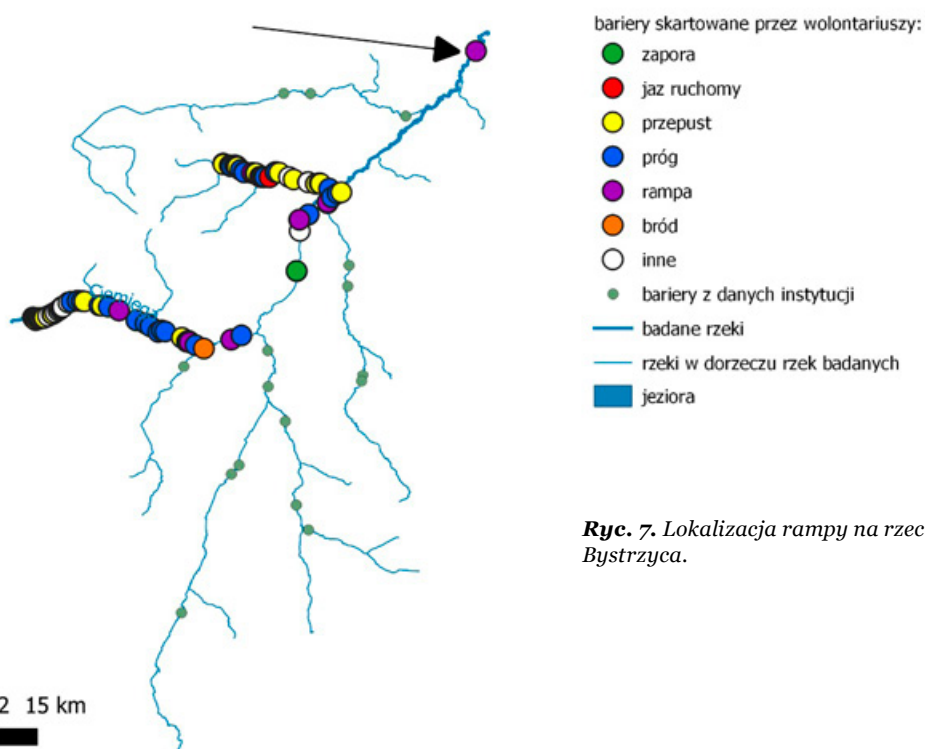 bariery skartowane przez wolontariuszy:
zapora
jaz ruchomy
przepust
próg
rampa
bród
inne
bariery z danych instytucji
badane rzeki
rzeki w dorzeczu rzek badanych
jeziora
Ryc. 7. Lokalizacja rampy na rzec
Bystrzyca.
2 15 km